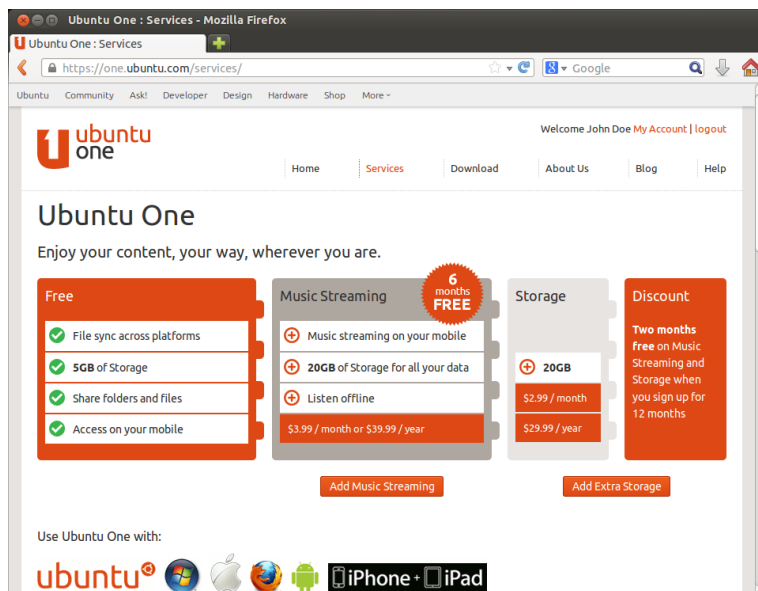 Ubuntu One : Services - Mozilla Firefox
Ubuntu One : Services
https://one.ubuntu.com/services/
Google
Ubuntu Community Ask! Developer Design Hardware Shop More
ubuntu
one
Welcome John Doe My Account | logout
Home Services Download About Us Blog Help
Ubuntu One
Enjoy your content, your way, wherever you are.
Free
File sync across platforms
5GB of Storage
Share folders and files
Access on your mobile
Music Streaming
6
months
FREE
Music streaming on your mobile
20GB of Storage for all your data
Listen offline
$3.99 / month or $39.99 / year
Storage
20GB
$2.99 / month
$29.99 / year
Discount
Two months
free on Music
Streaming and
Storage when
you sign up for
12 months
Add Music Streaming
Add Extra Storage
Use Ubuntu One with:
ubuntu
iPhone + iPad